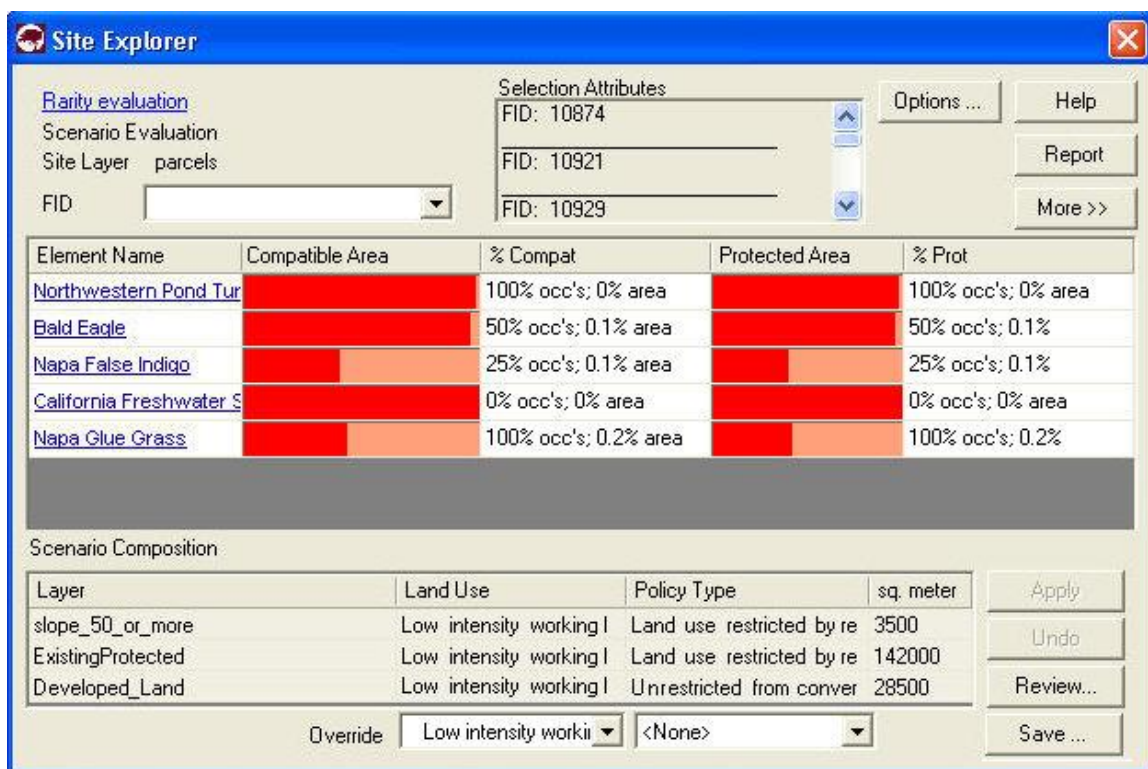 Site Explorer
Rarity evaluation
Scenario Evaluation
Site Layer parcels
FID
Selection Attributes
FID: 10874
FID: 10921
FID: 10929
Options ...
Help
Report
More >>
Element Name Compatible Area % Compat Protected Area % Prot
Northwestern Pond Tur 100% occ's; 0% area 100% occ's; 0% area
Bald Eagle 50% occ's; 0.1% area 50% occ's; 0.1%
Napa False Indigo 25% occ's; 0.1% area 25% occ's; 0.1%
California Freshwater S 0% occ's; 0% area 0% occ's; 0% area
Napa Glue Grass 100% occ's; 0.2% area 100% occ's; 0.2%
Scenario Composition
Layer Land Use Policy Type sq. meter
slope_50_or_more Low intensity working l Land use restricted by re 3500
ExistingProtected Low intensity working l Land use restricted by re 142000
Developed_Land Low intensity working l Unrestricted from conver 28500
Override Low intensity workin <None>
Apply
Undo
Review...
Save ...